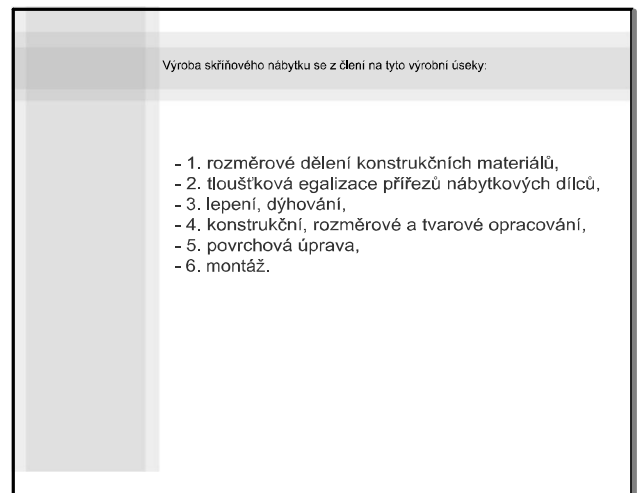 Výroba skříňového nábytku se z člení na tyto výrobní úseky:
- 1. rozměrové dělení konstrukčních materiálů,
- 2. tloušťková egalizace přířezů nábytkových dílců,
- 3. lepení, dýhování,
- 4. konstrukční, rozměrové a tvarové opracování,
- 5. povrchová úprava,
- 6. montáž.